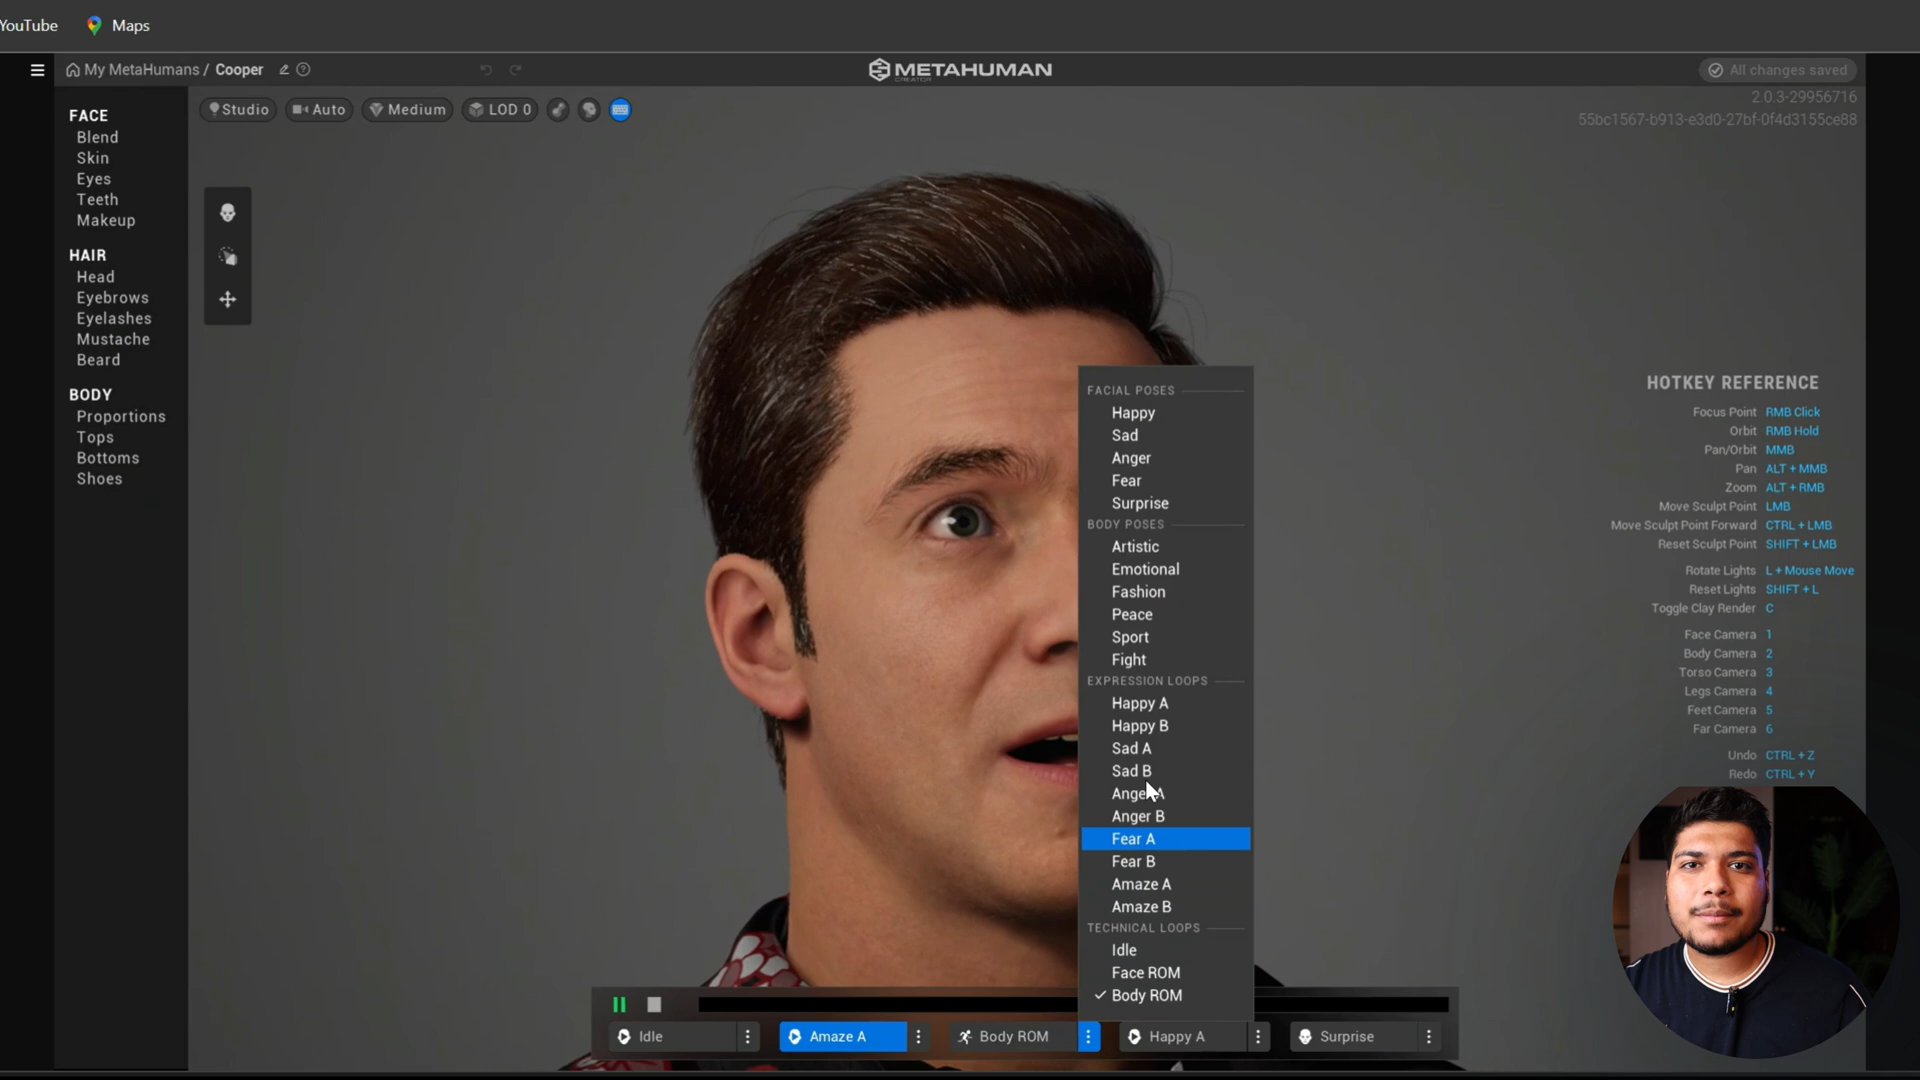 YouTube Maps
My MetaHumans / Cooper
METAHUMAN
CREATOR
All changes saved
2.0.3-29956716
55bc1567-b913-e3d0-27bf-0f4d3155ce88
Studio Auto Medium LOD 0
FACE
Blend
Skin
Eyes
Teeth
Makeup
HAIR
Head
Eyebrows
Eyelashes
Mustache
Beard
BODY
Proportions
Tops
Bottoms
Shoes
FACIAL POSES
Happy
Sad
Anger
Fear
Surprise
BODY POSES
Artistic
Emotional
Fashion
Peace
Sport
Fight
EXPRESSION LOOPS
Happy A
Happy B
Sad A
Sad B
Anger A
Anger B
Fear A
Fear B
Amaze A
Amaze B
TECHNICAL LOOPS
Idle
Face ROM
Body ROM
HOTKEY REFERENCE
Focus Point RMB Click
Orbit RMB Hold
Pan/Orbit MMB
Pan ALT + MMB
Zoom ALT + RMB
Move Sculpt Point LMB
Move Sculpt Point Forward CTRL + LMB
Reset Sculpt Point SHIFT + LMB
Rotate Lights L + Mouse Move
Reset Lights SHIFT + L
Toggle Clay Render C
Face Camera 1
Body Camera 2
Torso Camera 3
Legs Camera 4
Feet Camera 5
Far Camera 6
Undo CTRL + Z
Redo CTRL + Y
Idle Amaze A Body ROM Happy A Surprise